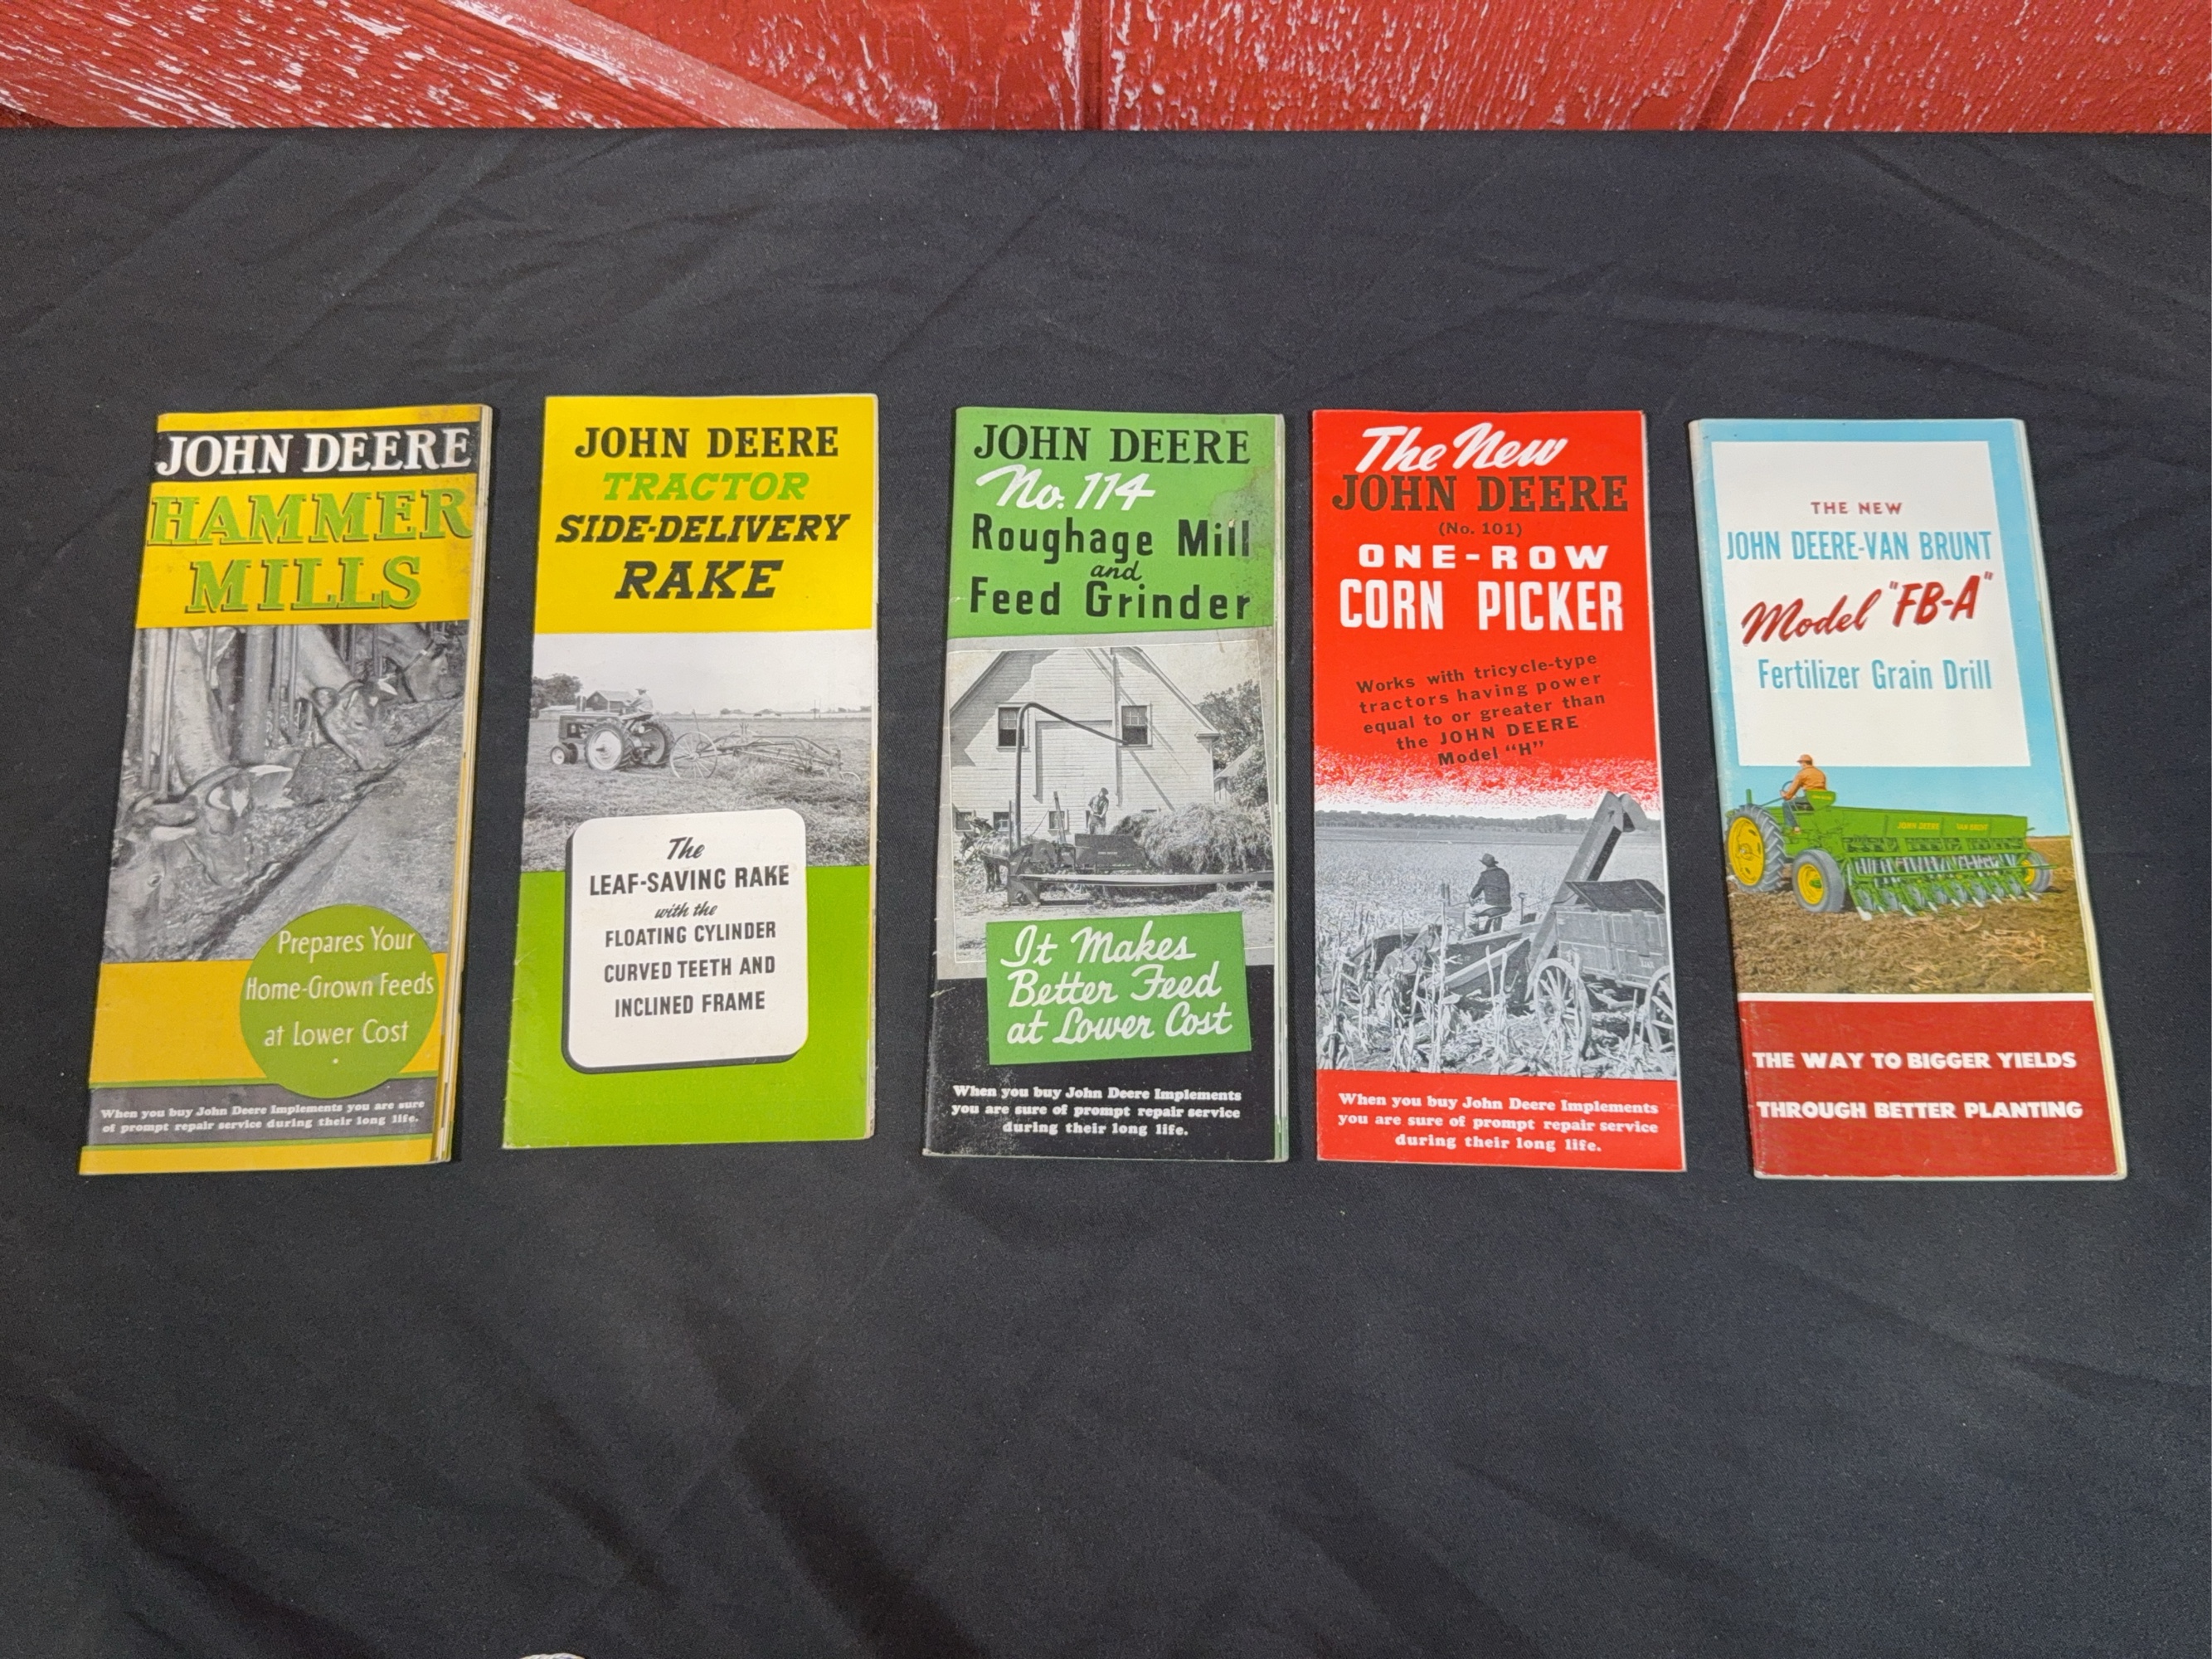 JOHN DEERE
HAMMER
MILLS
Prepares Your
Home-Grown Feeds
at Lower Cost
When you buy John Deere Implements you are sure
of prompt repair service during their long life.
JOHN DEERE
TRACTOR
SIDE-DELIVERY
RAKE
The
LEAF-SAVING RAKE
with the
FLOATING CYLINDER
CURVED TEETH AND
INCLINED FRAME
JOHN DEERE
No. 114
Roughage Mill
and
Feed Grinder
It Makes
Better Feed
at Lower Cost
When you buy John Deere Implements
you are sure of prompt repair service
during their long life.
The New
JOHN DEERE
(No. 101)
ONE-ROW
CORN PICKER
Works with tricycle-type
tractors having power
equal to or greater than
the JOHN DEERE
Model "H"
When you buy John Deere Implements
you are sure of prompt repair service
during their long life.
THE NEW
JOHN DEERE-VAN BRUNT
Model "FB-A"
Fertilizer Grain Drill
JOHN DEERE VAN BRUNT
THE WAY TO BIGGER YIELDS
THROUGH BETTER PLANTING